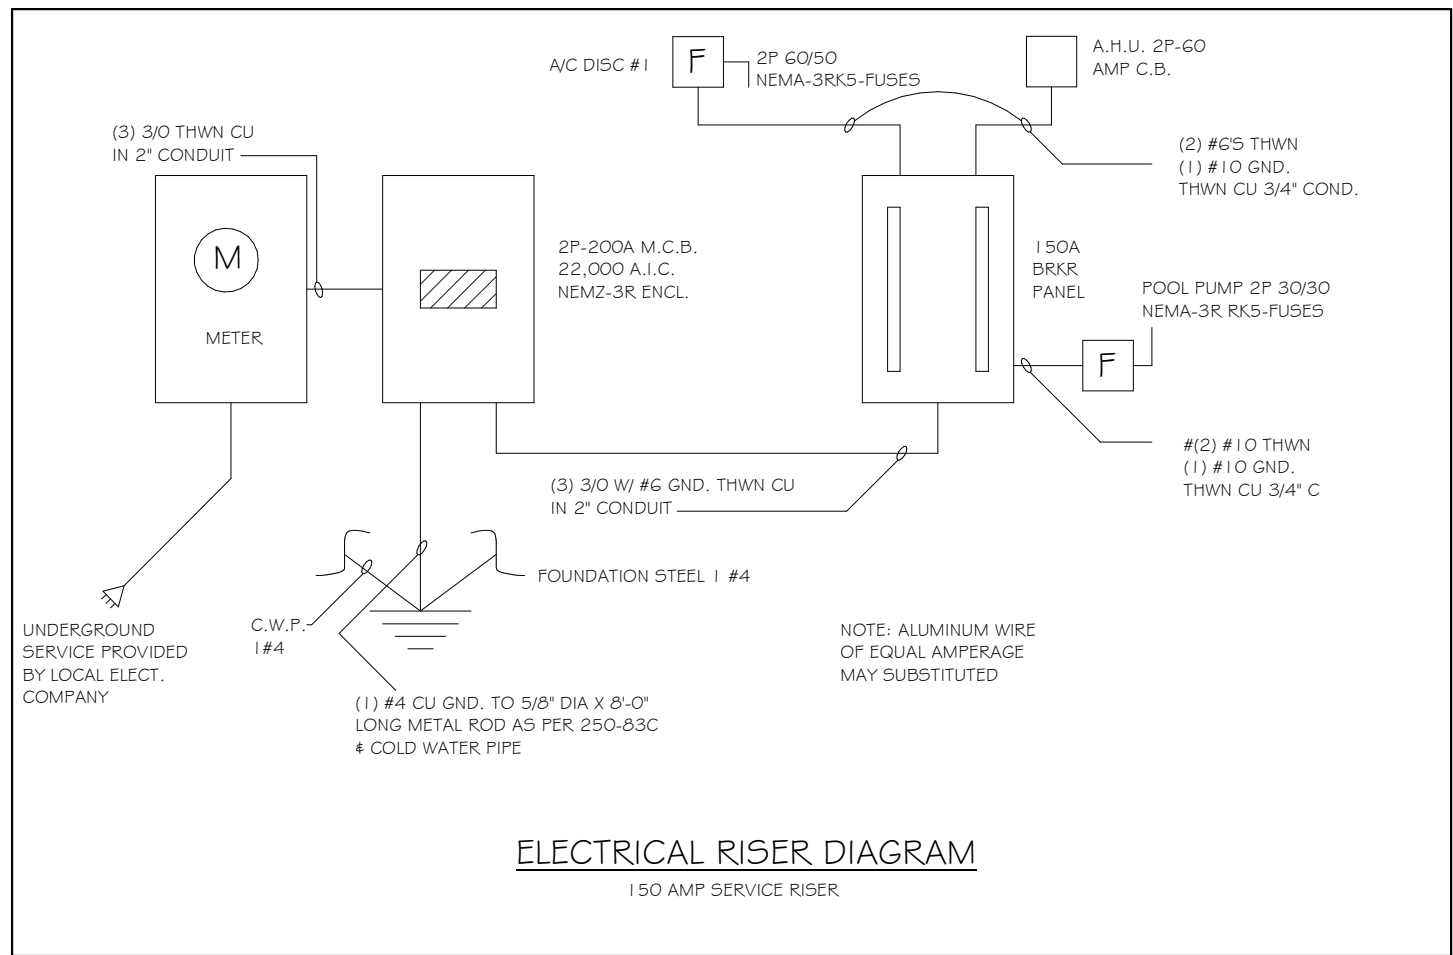 A/C DISC #1
F
2P 60/50
NEMA-3RK5-FUSES
A.H.U. 2P-60
AMP C.B.
(3) 3/0 THWN CU
IN 2" CONDUIT
(2) #6'S THWN
(1) #10 GND.
THWN CU 3/4" COND.
M
METER
2P-200A M.C.B.
22,000 A.I.C.
NEMZ-3R ENCL.
150A
BRKR
PANEL
POOL PUMP 2P 30/30
NEMA-3R RK5-FUSES
F
#(2) #10 THWN
(1) #10 GND.
THWN CU 3/4" C
(3) 3/0 W/ #6 GND. THWN CU
IN 2" CONDUIT
FOUNDATION STEEL 1 #4
C.W.P.
1#4
UNDERGROUND
SERVICE PROVIDED
BY LOCAL ELECT.
COMPANY
NOTE: ALUMINUM WIRE
OF EQUAL AMPERAGE
MAY SUBSTITUTED
(1) #4 CU GND. TO 5/8" DIA X 8'-0"
LONG METAL ROD AS PER 250-83C
& COLD WATER PIPE
ELECTRICAL RISER DIAGRAM
150 AMP SERVICE RISER